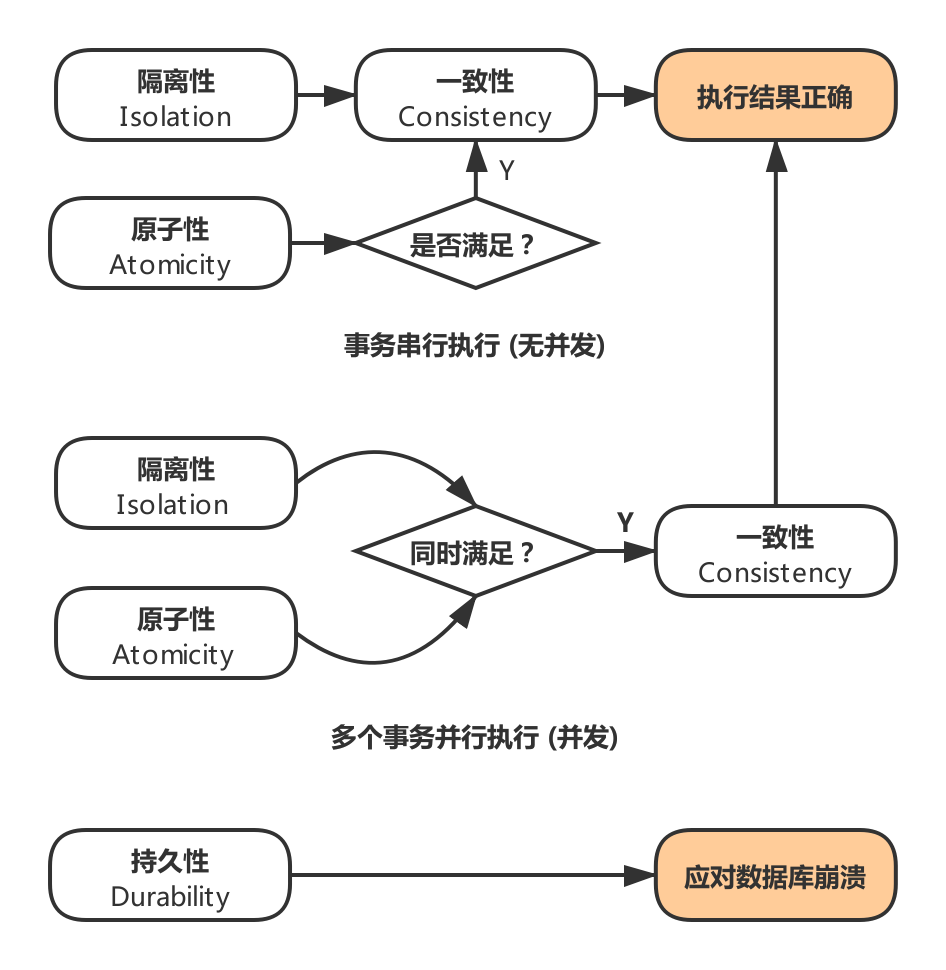 隔离性
Isolation
一致性
Consistency
执行结果正确
Y
原子性
Atomicity
是否满足？
事务串行执行 (无并发)
隔离性
Isolation
同时满足？
Y
一致性
Consistency
原子性
Atomicity
多个事务并行执行 (并发)
持久性
Durability
应对数据库崩溃